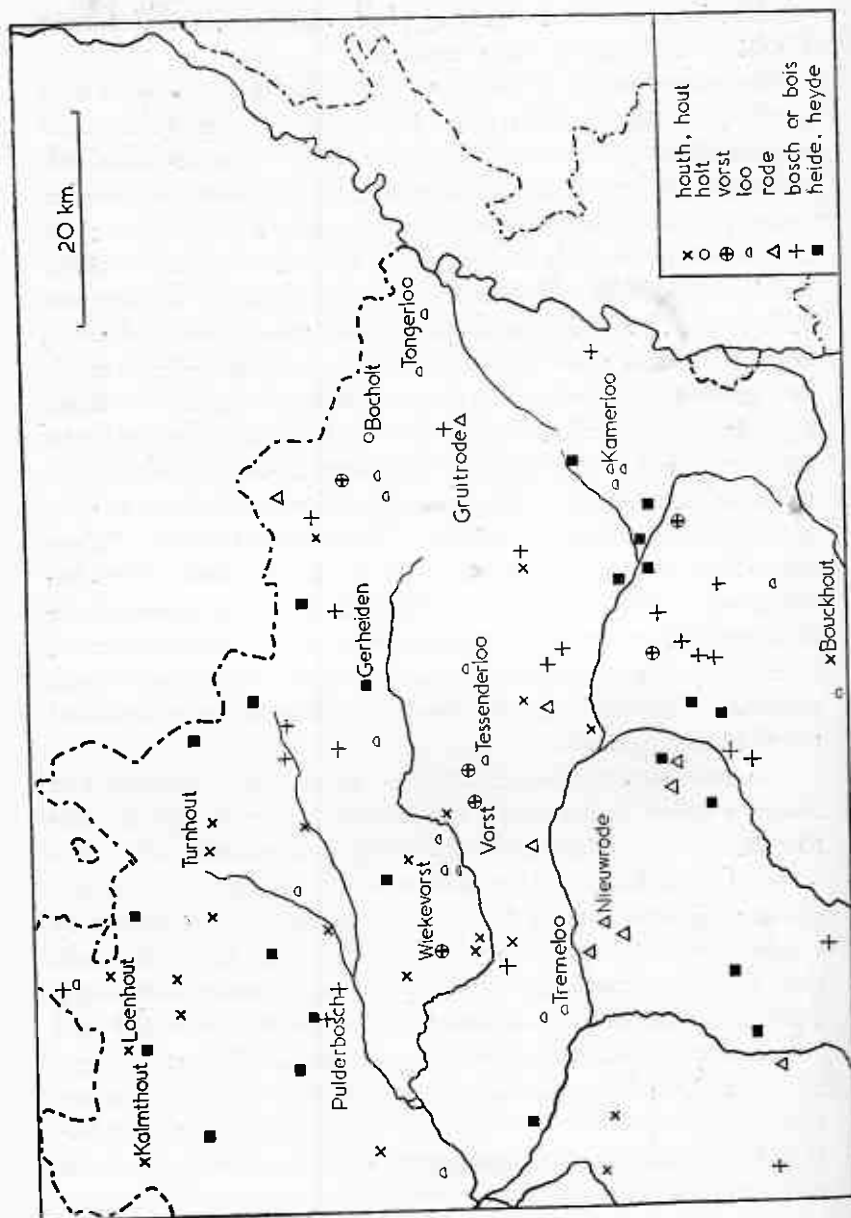 20 km.
houth, hout
holt
vorst
loo
rode
bosch or bois
heide, heyde
Kalmthout
Loenhout
Turnhout
Pulderbosch
Gerheiden
Bocholt
Tongerloo
Gruitrode
Wiekevorst
Vorst
Tessenderloo
Kamerloo
Tremeloo
Nieuwrode
Bouckhout